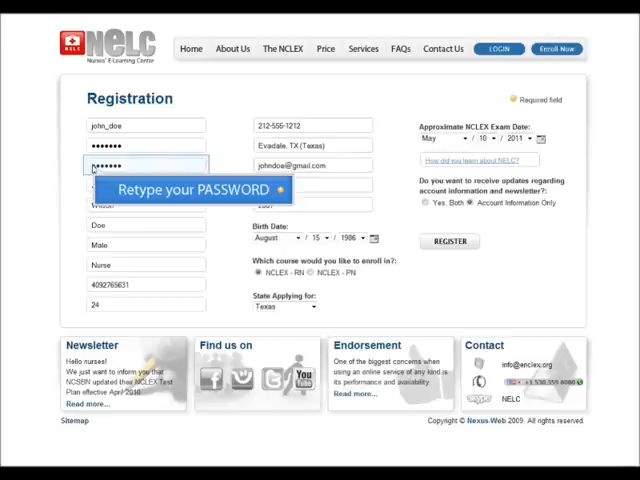 NELC
NELC
Nurses' E-Learning Center
Home
About Us
The NCLEX
Price
Services
FAQs
Contact Us
LOGIN
Enroll Now
Registration
Required field
john_doe
Retype your PASSWORD
Doe
Male
Nurse
4092765631
24
212-555-1212
Evadale, TX (Texas)
johndoe@gmail.com
Birth Date:
August / 15 / 1986
Which course would you like to enroll in?:
NCLEX - RN NCLEX - PN
State Applying for:
Texas
Approximate NCLEX Exam Date:
May / 10 / 2011
How did you learn about NELC?
Do you want to receive updates regarding
account information and newsletter?:
Yes, Both Account Information Only
REGISTER
Newsletter
Hello nurses!
We just want to inform you that
NCSBN updated their NCLEX Test
Plan effective April 2010.
Read more...
Find us on
You
Tube
Endorsement
One of the biggest concerns when
using an online service of any kind is
its performance and availability.
Read more...
Contact
info@enclex.org
+1 530 355 8080
NELC
Sitemap
Copyright © Nexus-Web 2009. All rights reserved.